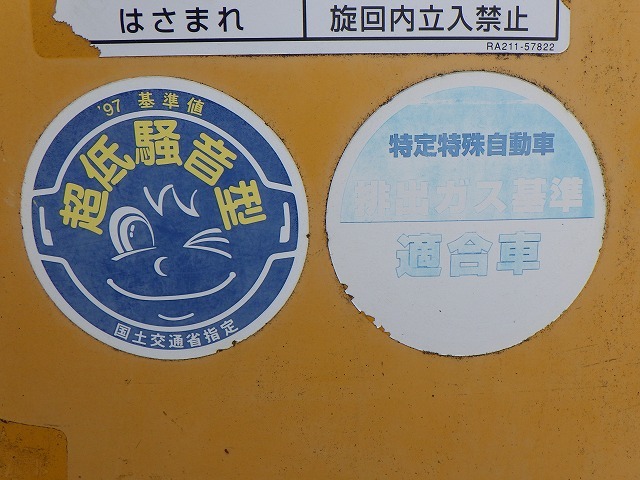 はさまれ
旋回内立入禁止
RA211-57822
'97 基準値
超低騒音型
国土交通省指定
特定特殊自動車
排出ガス基準
適合車